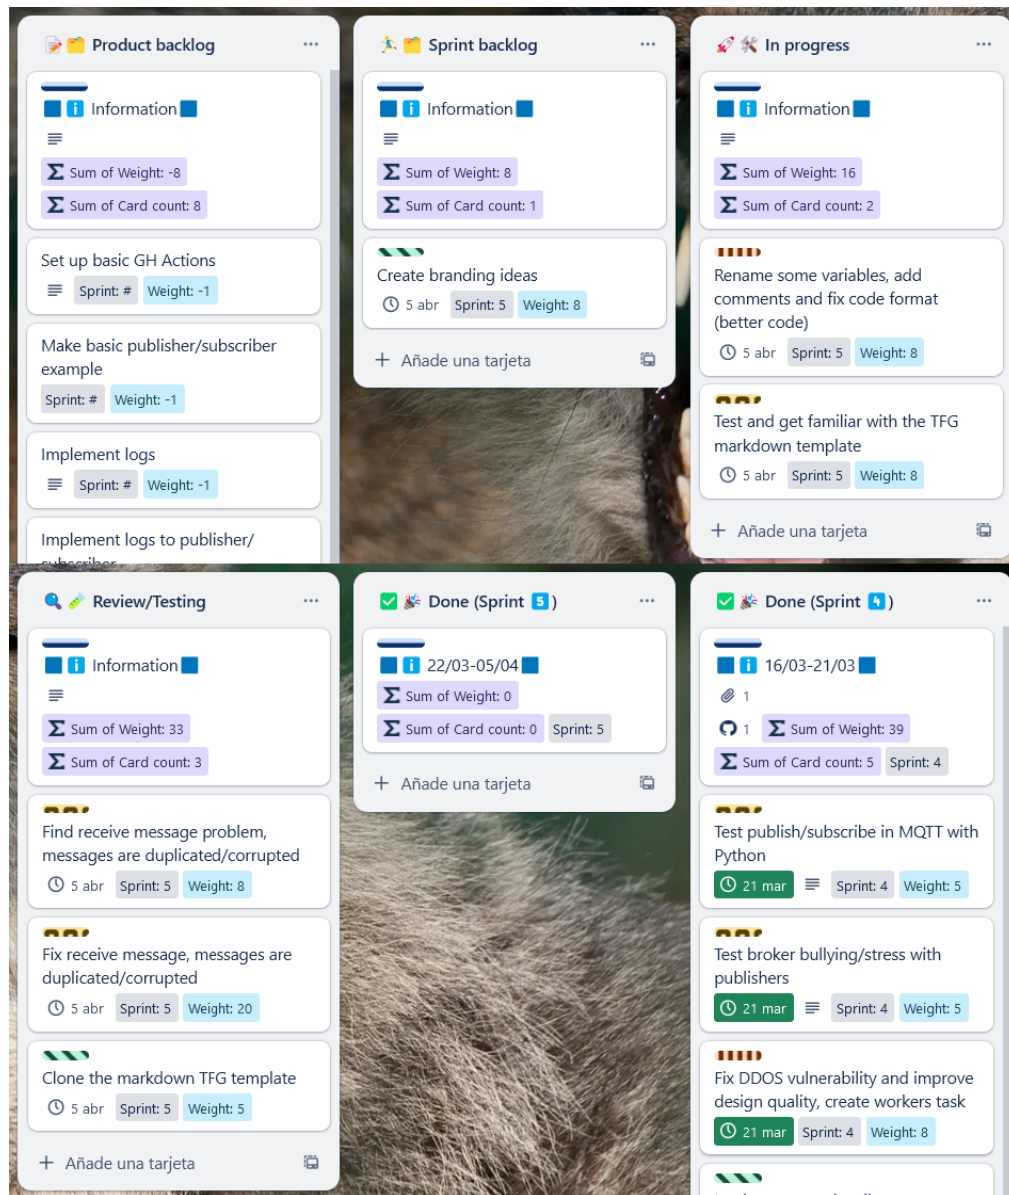 Product backlog
Information
Sum of Weight: -8
Sum of Card count: 8
Set up basic GH Actions
Sprint: # Weight: -1
Make basic publisher/subscriber
example
Sprint: # Weight: -1
Implement logs
Sprint: # Weight: -1
Implement logs to publisher/
subscriber
Sprint backlog
Information
Sum of Weight: 8
Sum of Card count: 1
Create branding ideas
5 abr Sprint: 5 Weight: 8
+ Añade una tarjeta
In progress
Information
Sum of Weight: 16
Sum of Card count: 2
Rename some variables, add
comments and fix code format
(better code)
5 abr Sprint: 5 Weight: 8
Test and get familiar with the TFG
markdown template
5 abr Sprint: 5 Weight: 8
+ Añade una tarjeta
Review/Testing
Information
Sum of Weight: 33
Sum of Card count: 3
Find receive message problem,
messages are duplicated/corrupted
5 abr Sprint: 5 Weight: 8
Fix receive message, messages are
duplicated/corrupted
5 abr Sprint: 5 Weight: 20
Clone the markdown TFG template
5 abr Sprint: 5 Weight: 5
+ Añade una tarjeta
Done (Sprint 5)
22/03-05/04
Sum of Weight: 0
Sum of Card count: 0 Sprint: 5
+ Añade una tarjeta
Done (Sprint 4)
16/03-21/03
1
1 Sum of Weight: 39
Sum of Card count: 5 Sprint: 4
Test publish/subscribe in MQTT with
Python
21 mar Sprint: 4 Weight: 5
Test broker bullying/stress with
publishers
21 mar Sprint: 4 Weight: 5
Fix DDOS vulnerability and improve
design quality, create workers task
21 mar Sprint: 4 Weight: 8